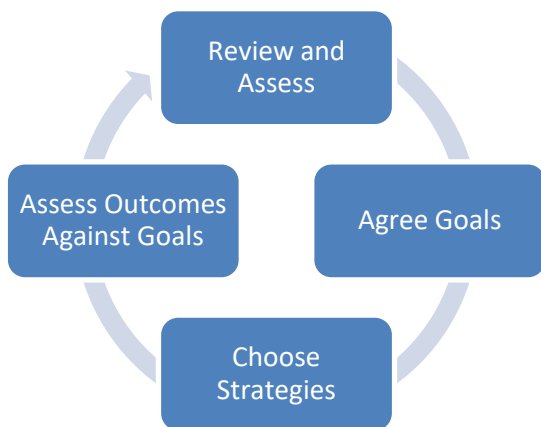 Review and
Assess
Agree Goals
Choose
Strategies
Assess Outcomes
Against Goals